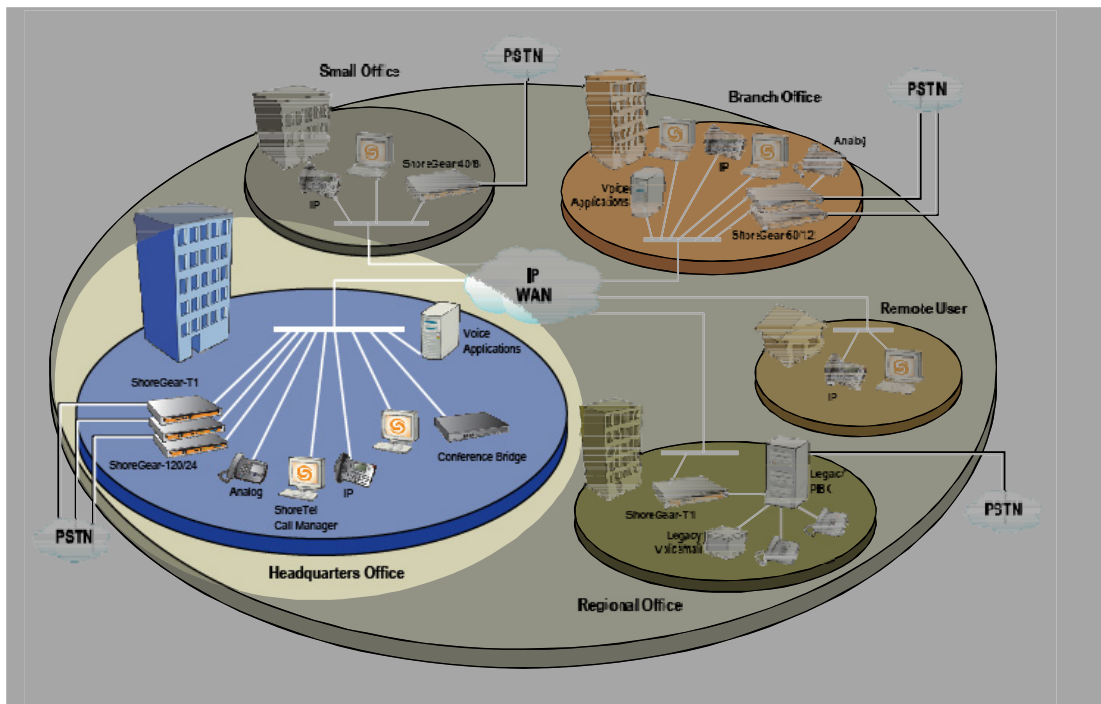 PSTN
Small Office
PSTN
Branch Office
Analog
ShoreGear 40/8
IP
IP
Voice
Applications
ShoreGear 60/12
IP
WAN
Remote User
Voice
Applications
IP
ShoreGear-T1
ShoreGear-120/24
Conference Bridge
Analog
IP
ShoreTel
Call Manager
PSTN
Legacy
PBX
ShoreGear-T1
Legacy
Voicemail
PSTN
Headquarters Office
Regional Office